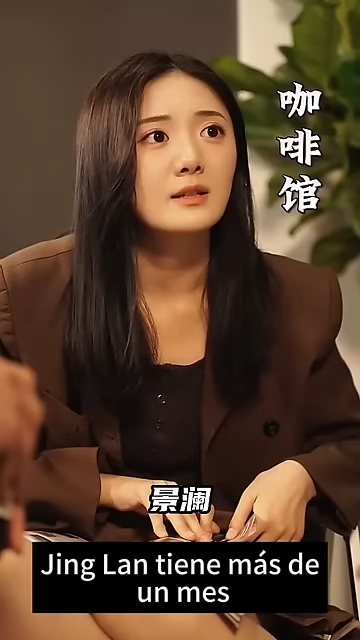 咖啡馆
景澜
Jing Lan tiene más de
un mes